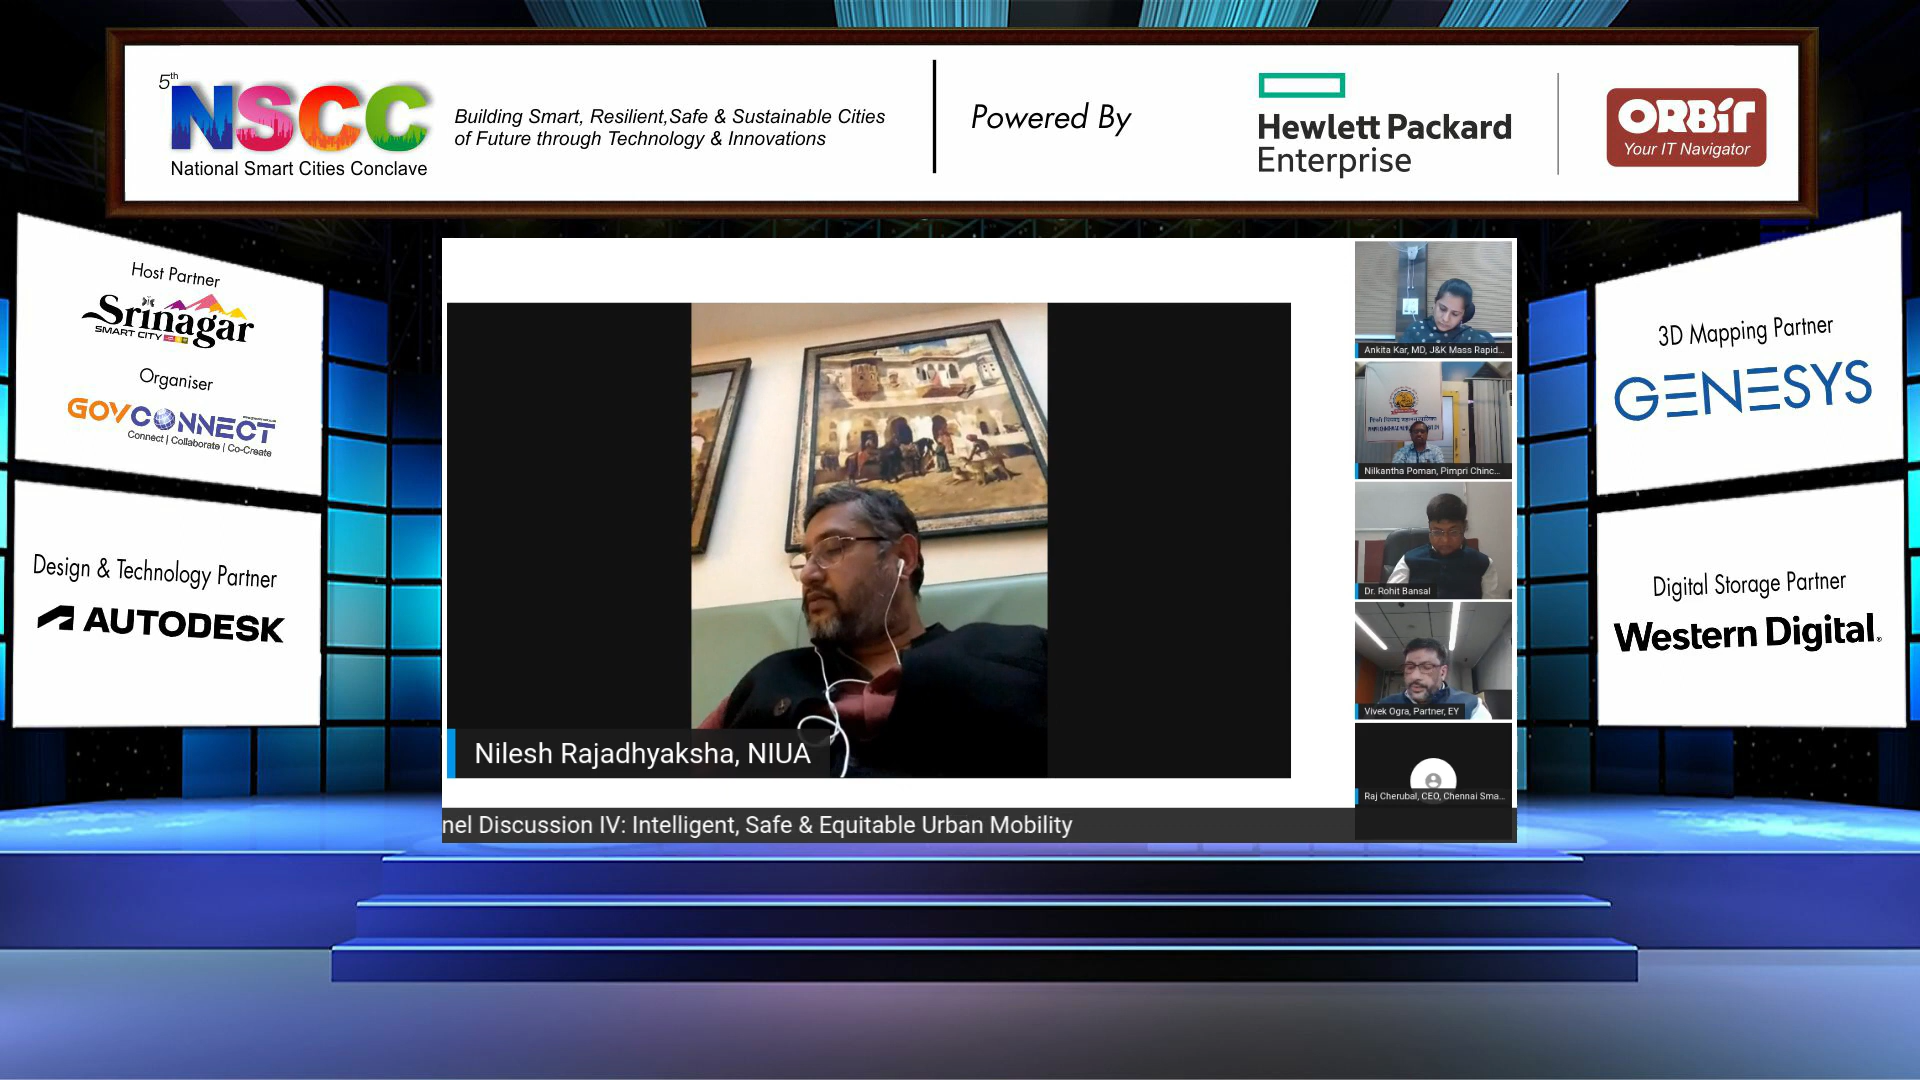 5th
NSCC
National Smart Cities Conclave
Building Smart, Resilient,Safe & Sustainable Cities
of Future through Technology & Innovations
Powered By
Hewlett Packard
Enterprise
ORBiT
Your IT Navigator
Host Partner
Srinagar
SMART CITY
Organiser
GOVCONNECT
Connect | Collaborate | Co-Create
Design & Technology Partner
AUTODESK
Nilesh Rajadhyaksha, NIUA
nel Discussion IV: Intelligent, Safe & Equitable Urban Mobility
Ankita Kar, MD, J&K Mass Rapid...
Nilkantha Poman, Pimpri Chinc...
Dr. Rohit Bansal
Vivek Ogra, Partner, EY
Raj Cherubal, CEO, Chennai Sma...
3D Mapping Partner
GENESYS
Digital Storage Partner
Western Digital.